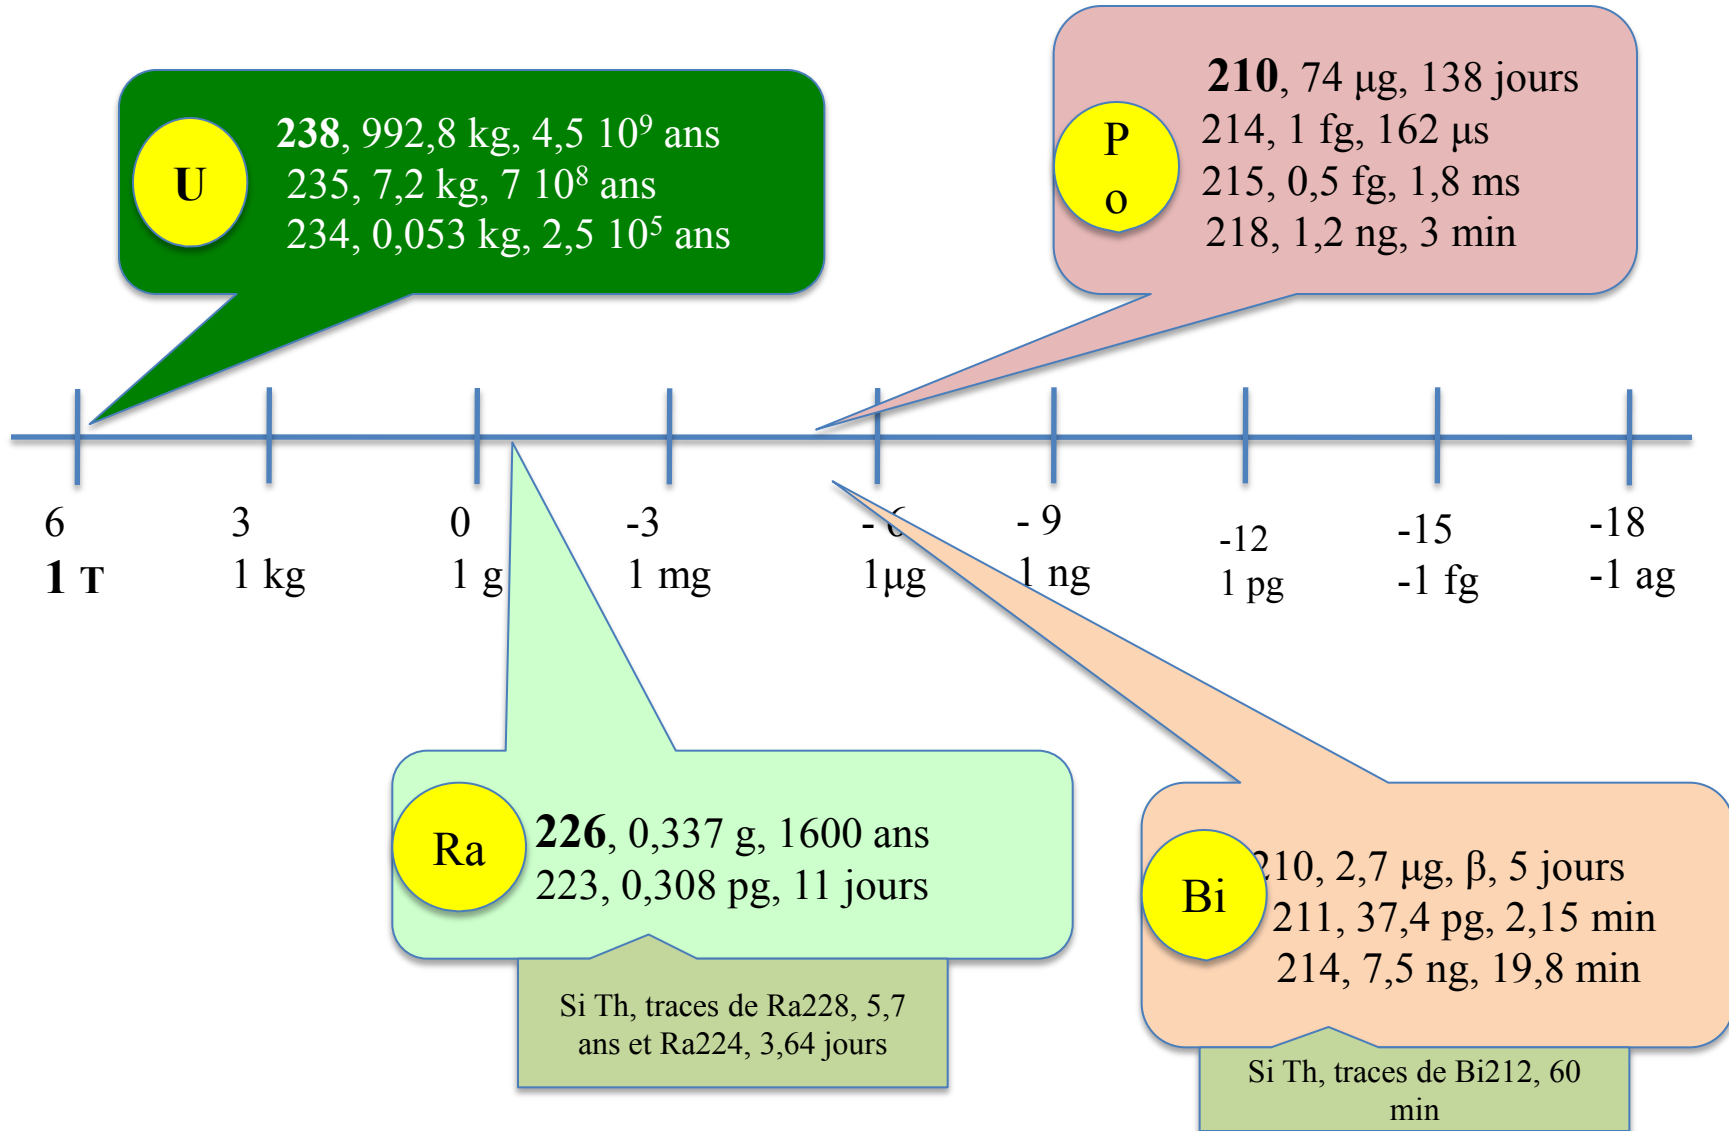 U
238, 992,8 kg, 4,5 10⁹ ans
235, 7,2 kg, 7 10⁸ ans
234, 0,053 kg, 2,5 10⁵ ans
P
o
210, 74 μg, 138 jours
214, 1 fg, 162 μs
215, 0,5 fg, 1,8 ms
218, 1,2 ng, 3 min
6
1 T
3
1 kg
0
1 g
-3
1 mg
- 6
1μg
- 9
1 ng
-12
1 pg
-15
-1 fg
-18
-1 ag
Ra
226, 0,337 g, 1600 ans
223, 0,308 pg, 11 jours
Si Th, traces de Ra228, 5,7
ans et Ra224, 3,64 jours
Bi
210, 2,7 μg, β, 5 jours
211, 37,4 pg, 2,15 min
214, 7,5 ng, 19,8 min
Si Th, traces de Bi212, 60
min